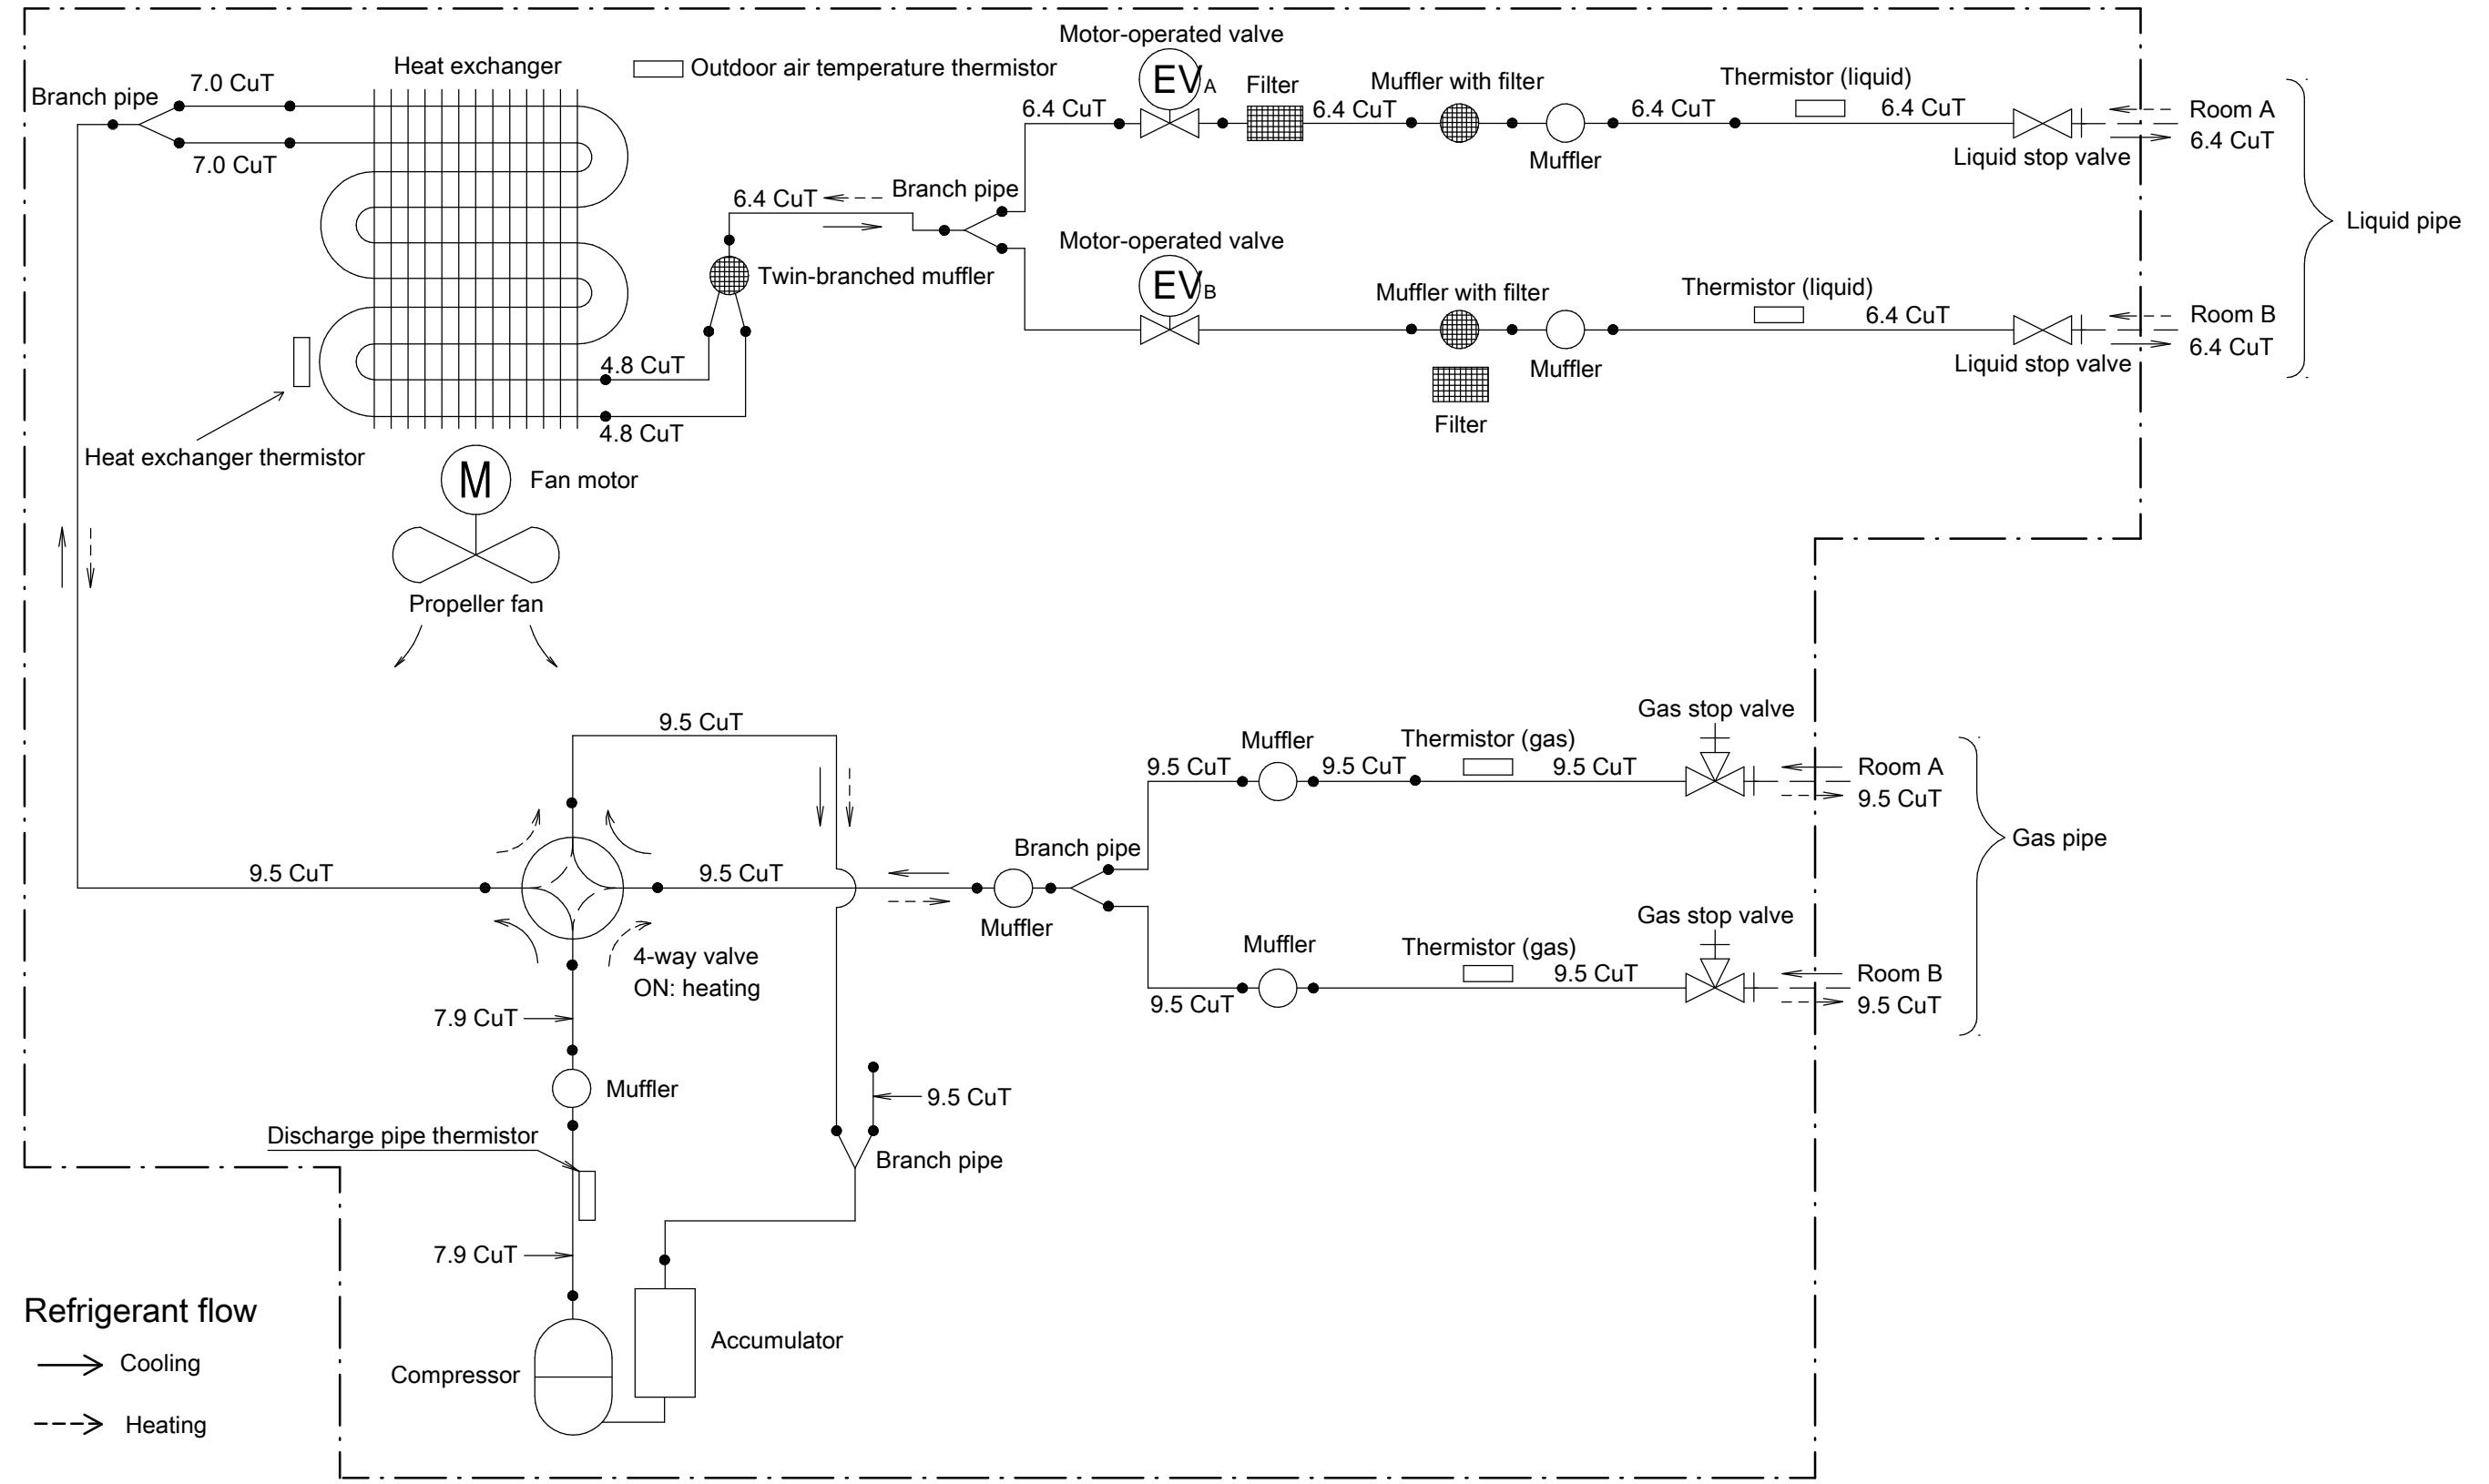 Motor-operated valve
EVA
Heat exchanger
Outdoor air temperature thermistor
7.0 CuT
Branch pipe
7.0 CuT
6.4 CuT
Filter
6.4 CuT
Muffler with filter
Muffler
6.4 CuT
Thermistor (liquid)
6.4 CuT
Liquid stop valve
Room A
6.4 CuT
6.4 CuT
Branch pipe
Twin-branched muffler
Motor-operated valve
EVB
Muffler with filter
Muffler
Filter
Thermistor (liquid)
6.4 CuT
Liquid stop valve
Room B
6.4 CuT
Liquid pipe
4.8 CuT
4.8 CuT
Heat exchanger thermistor
M
Fan motor
Propeller fan
9.5 CuT
9.5 CuT
9.5 CuT
4-way valve
ON: heating
Muffler
Branch pipe
9.5 CuT
Muffler
9.5 CuT
Thermistor (gas)
9.5 CuT
Gas stop valve
Room A
9.5 CuT
9.5 CuT
Muffler
Thermistor (gas)
9.5 CuT
Gas stop valve
Room B
9.5 CuT
Gas pipe
7.9 CuT
Muffler
Discharge pipe thermistor
9.5 CuT
Branch pipe
7.9 CuT
Compressor
Accumulator
Refrigerant flow
Cooling
Heating